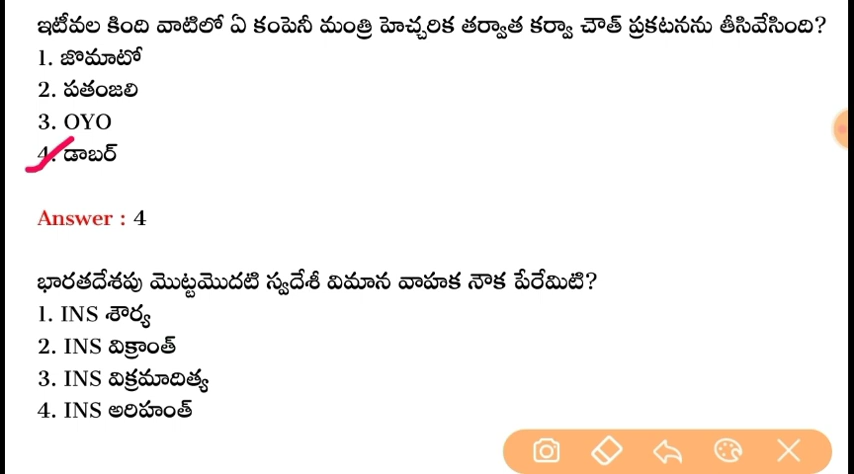 ఇటీవల కింది వాటిలో ఏ కంపెనీ మంత్రి హెచ్చరిక తర్వాత కర్వా చౌత్ ప్రకటనను తీసివేసింది?
1. జొమాటో
2. పతంజలి
3. OYO
4. డాబర్
Answer : 4
భారతదేశపు మొట్టమొదటి స్వదేశీ విమాన వాహక నౌక పేరేమిటి?
1. INS శౌర్య
2. INS విక్రాంత్
3. INS విక్రమాదిత్య
4. INS అరిహంత్